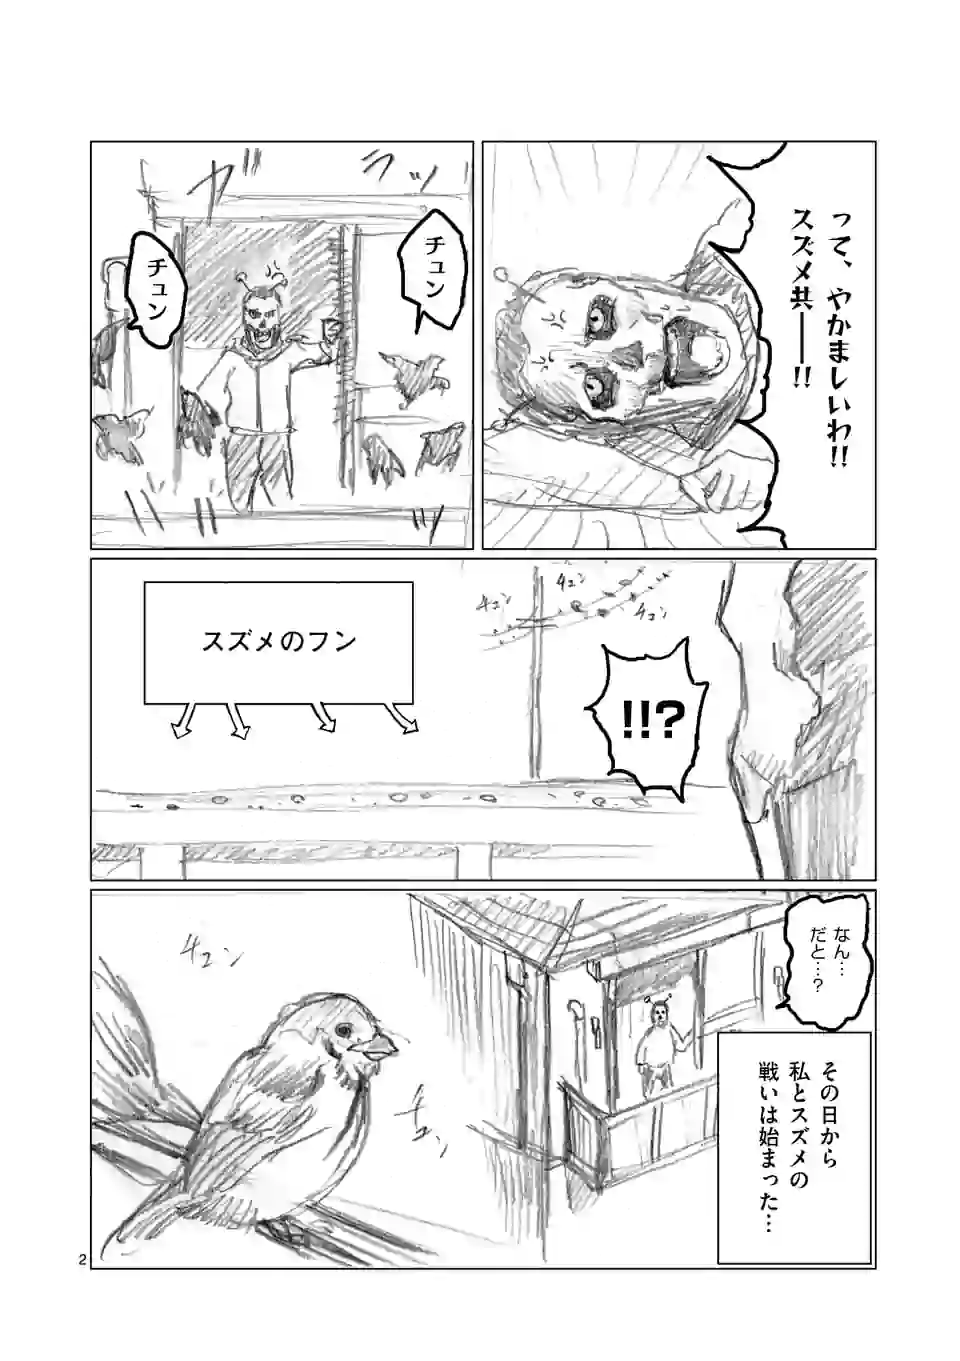 って、やかましいわ!!
スズメ共――!!
ガラッ
チュン
チュン
チュン
チュン
チュン
!!?
スズメのフン
なん…
だと…?
その日から
私とスズメの
戦いは始まった…
チュン
チュン
2